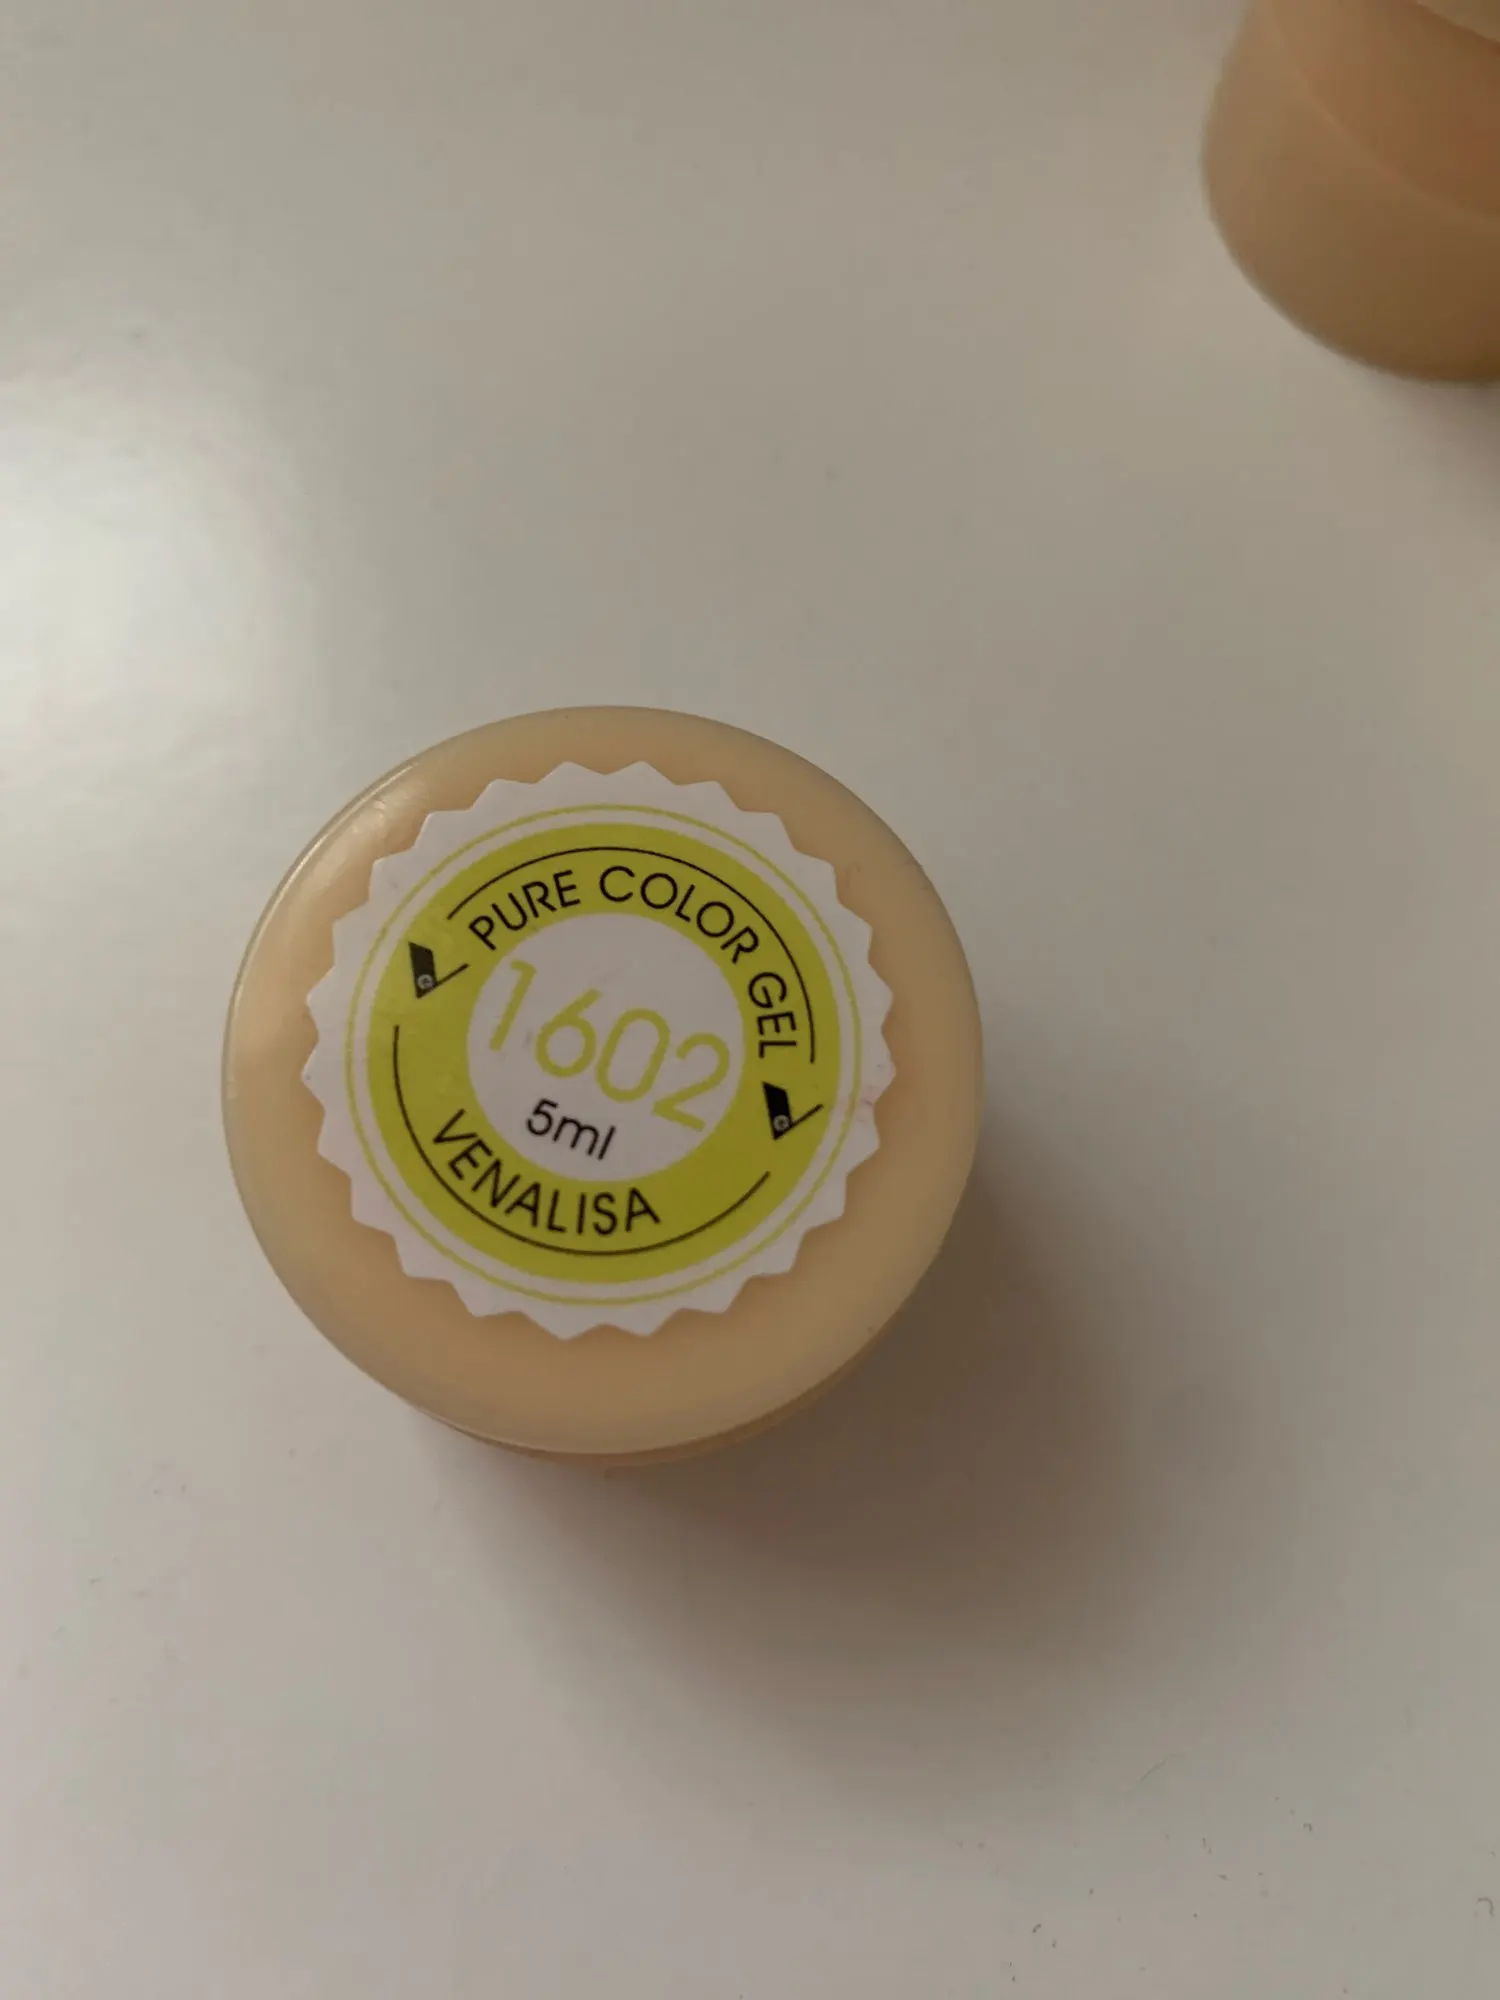 PURE COLOR GEL
1602
5ml
VENALISA